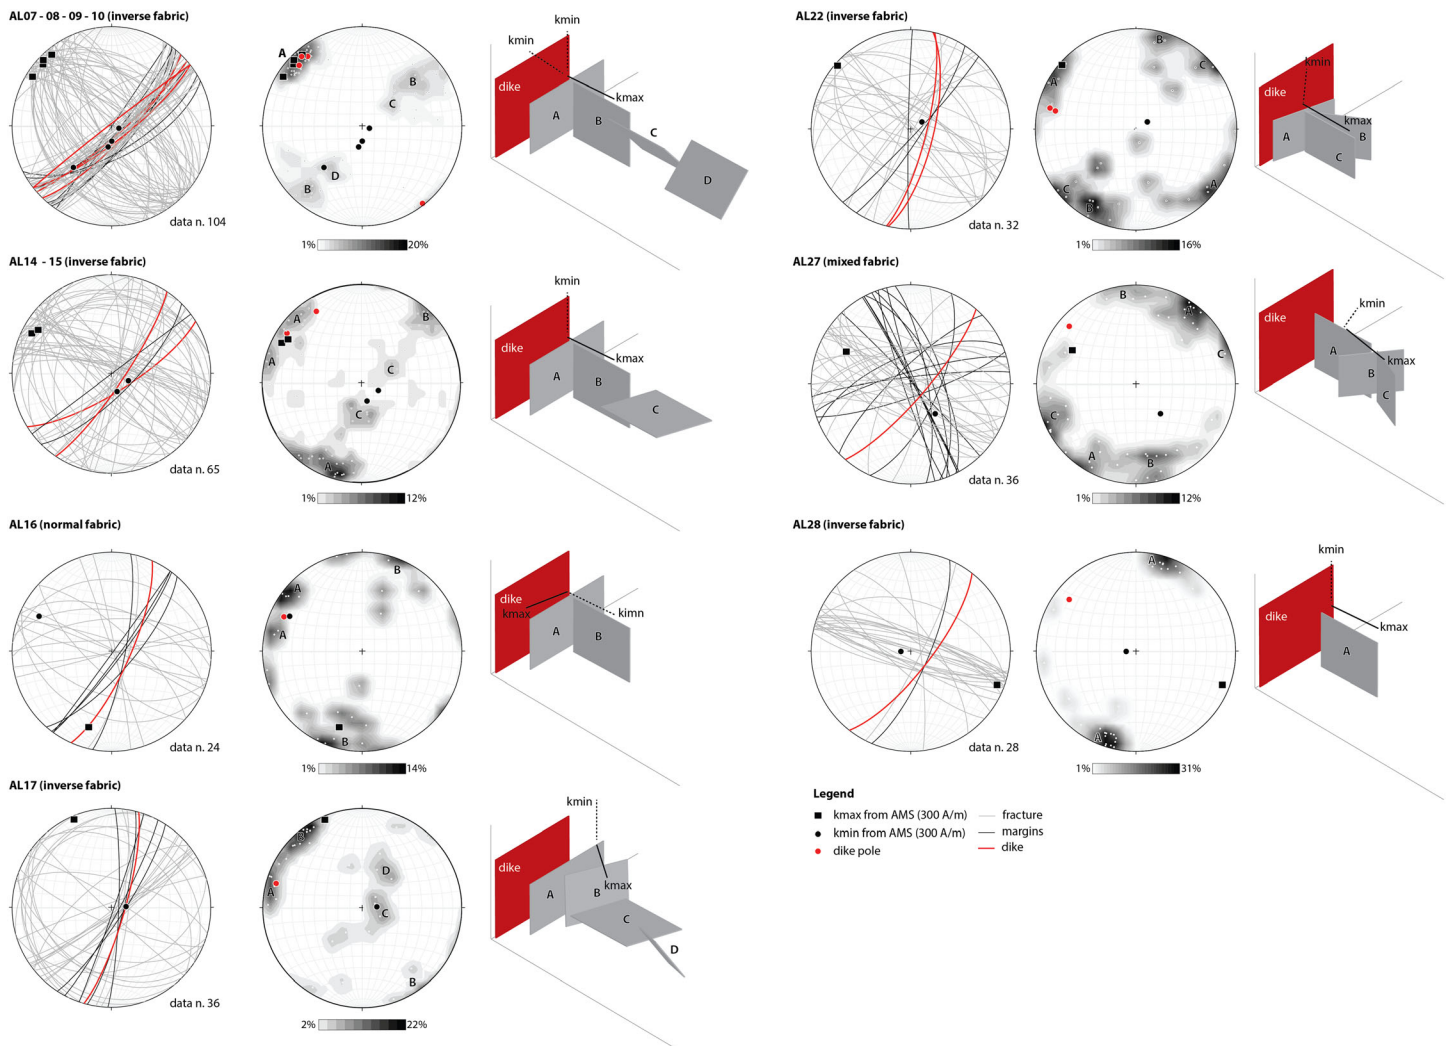 AL07 - 08 - 09 - 10 (inverse fabric)
data n. 104
A
B
C
D
B
1% 20%
kmin
kmin
dike
kmax
A
B
C
D
AL14 - 15 (inverse fabric)
data n. 65
A
B
A
C
C
A
1% 12%
kmin
dike
kmax
A
B
C
AL16 (normal fabric)
data n. 24
B
A
A
B
1% 14%
dike
kmax
kimn
A
B
AL17 (inverse fabric)
data n. 36
B
D
A
C
B
2% 22%
kmin
dike
kmax
A
B
C
D
AL22 (inverse fabric)
data n. 32
B
C
A
C
A
B
1% 16%
kmin
dike
kmax
A
B
C
AL27 (mixed fabric)
data n. 36
B
A
C
C
A
B
1% 12%
kmin
dike
kmax
A
B
C
AL28 (inverse fabric)
data n. 28
A
A
1% 31%
kmin
dike
kmax
A
Legend
kmax from AMS (300 A/m) fracture
kmin from AMS (300 A/m) margins
dike pole dike